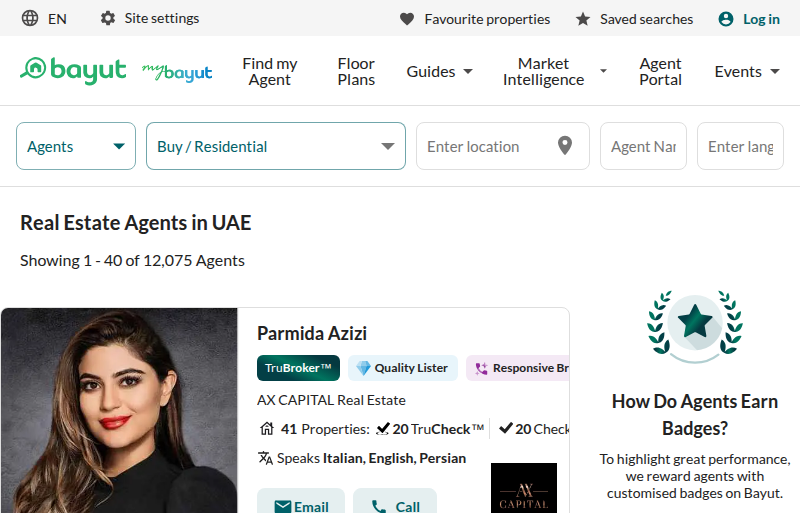 EN
Site settings
Favourite properties
Saved searches
Log in
bayut
mybayut
Find my Agent
Floor Plans
Guides
Market Intelligence
Agent Portal
Events
Agents
Buy / Residential
Enter location
Agent Nar
Enter lang
Real Estate Agents in UAE
Showing 1 - 40 of 12,075 Agents
Parmida Azizi
TruBroker™
Quality Lister
Responsive Br
AX CAPITAL Real Estate
41 Properties: 20 TruCheck™ 20 Check
Speaks Italian, English, Persian
AX
CAPITAL
Email
Call
How Do Agents Earn
Badges?
To highlight great performance,
we reward agents with
customised badges on Bayut.